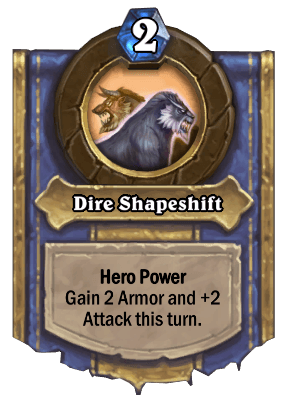 2
Dire Shapeshift
Hero Power
Gain 2 Armor and +2
Attack this turn.